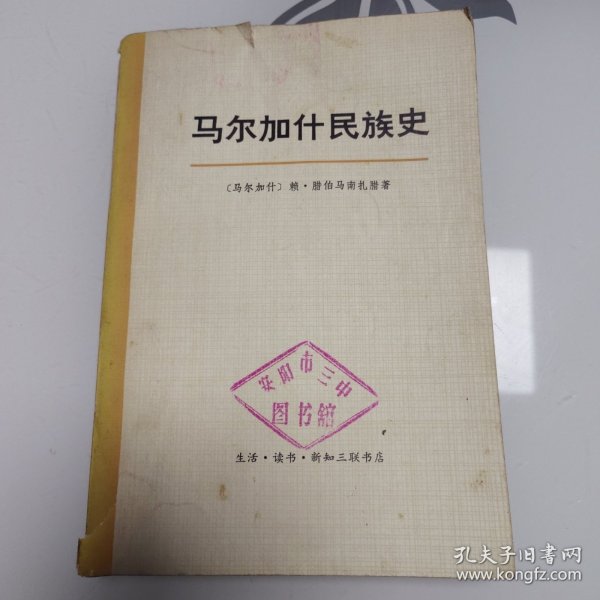 马尔加什民族史
〔马尔加什〕 赖·腊伯马南扎腊著
安阳市三中
图书馆
生活·读书·新知三联书店
孔夫子旧书网
www.kongfz.com